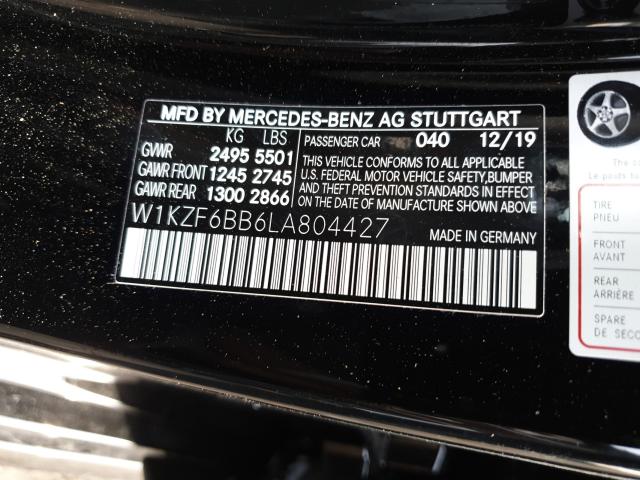 MFD BY MERCEDES-BENZ AG STUTTGART
KG LBS
GVWR 2495 5501
GAWR FRONT 1245 2745
GAWR REAR 1300 2866
PASSENGER CAR 040 12/19
THIS VEHICLE CONFORMS TO ALL APPLICABLE
U.S. FEDERAL MOTOR VEHICLE SAFETY, BUMPER
AND THEFT PREVENTION STANDARDS IN EFFECT
ON THE DATE OF MANUFACTURE SHOWN ABOVE.
W1KZF6BB6LA804427
MADE IN GERMANY
TIRE
PNEU
FRONT
AVANT
REAR
ARRIÈRE
SPARE
DE